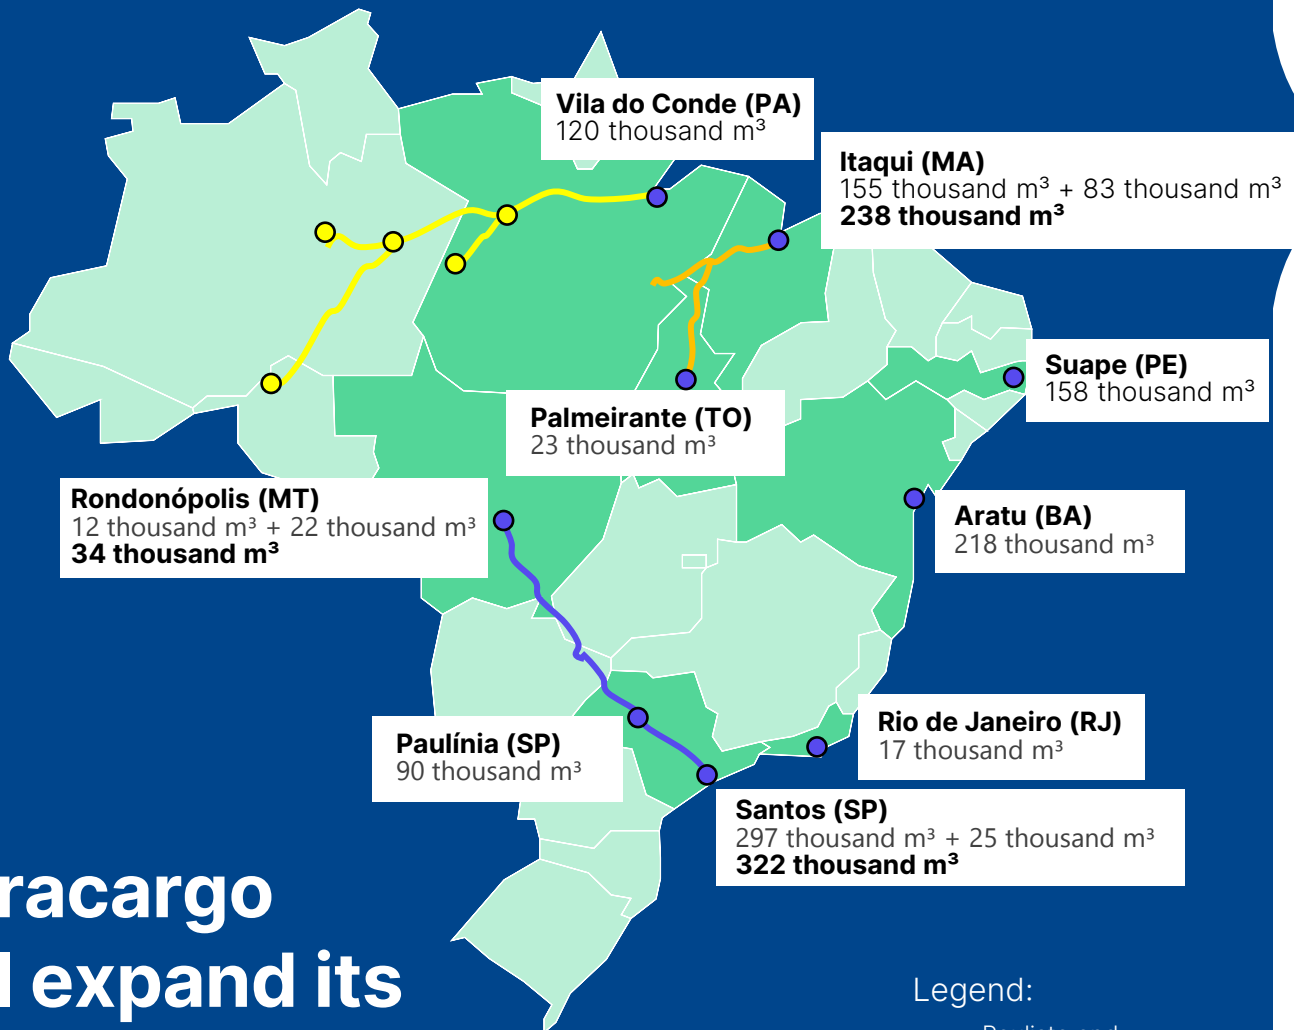 Vila do Conde (PA)
120 thousand m³
Itaqui (MA)
155 thousand m³ + 83 thousand m³
238 thousand m³
Suape (PE)
158 thousand m³
Palmeirante (TO)
23 thousand m³
Rondonópolis (MT)
12 thousand m³ + 22 thousand m³
34 thousand m³
Aratu (BA)
218 thousand m³
Rio de Janeiro (RJ)
17 thousand m³
Paulínia (SP)
90 thousand m³
Santos (SP)
297 thousand m³ + 25 thousand m³
322 thousand m³
racargo
expand its
Legend: